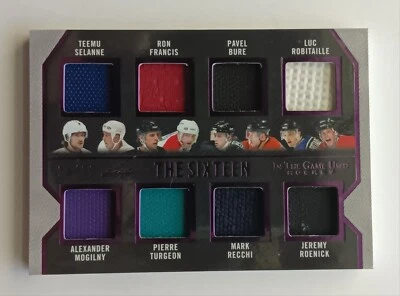 TEEMU SELANNE
RON FRANCIS
PAVEL BURE
LUC ROBITAILLE
THE SIXTEEN
IN THE GAME USED
HOCKEY
ALEXANDER MOGILNY
PIERRE TURGEON
MARK RECCHI
JEREMY ROENICK